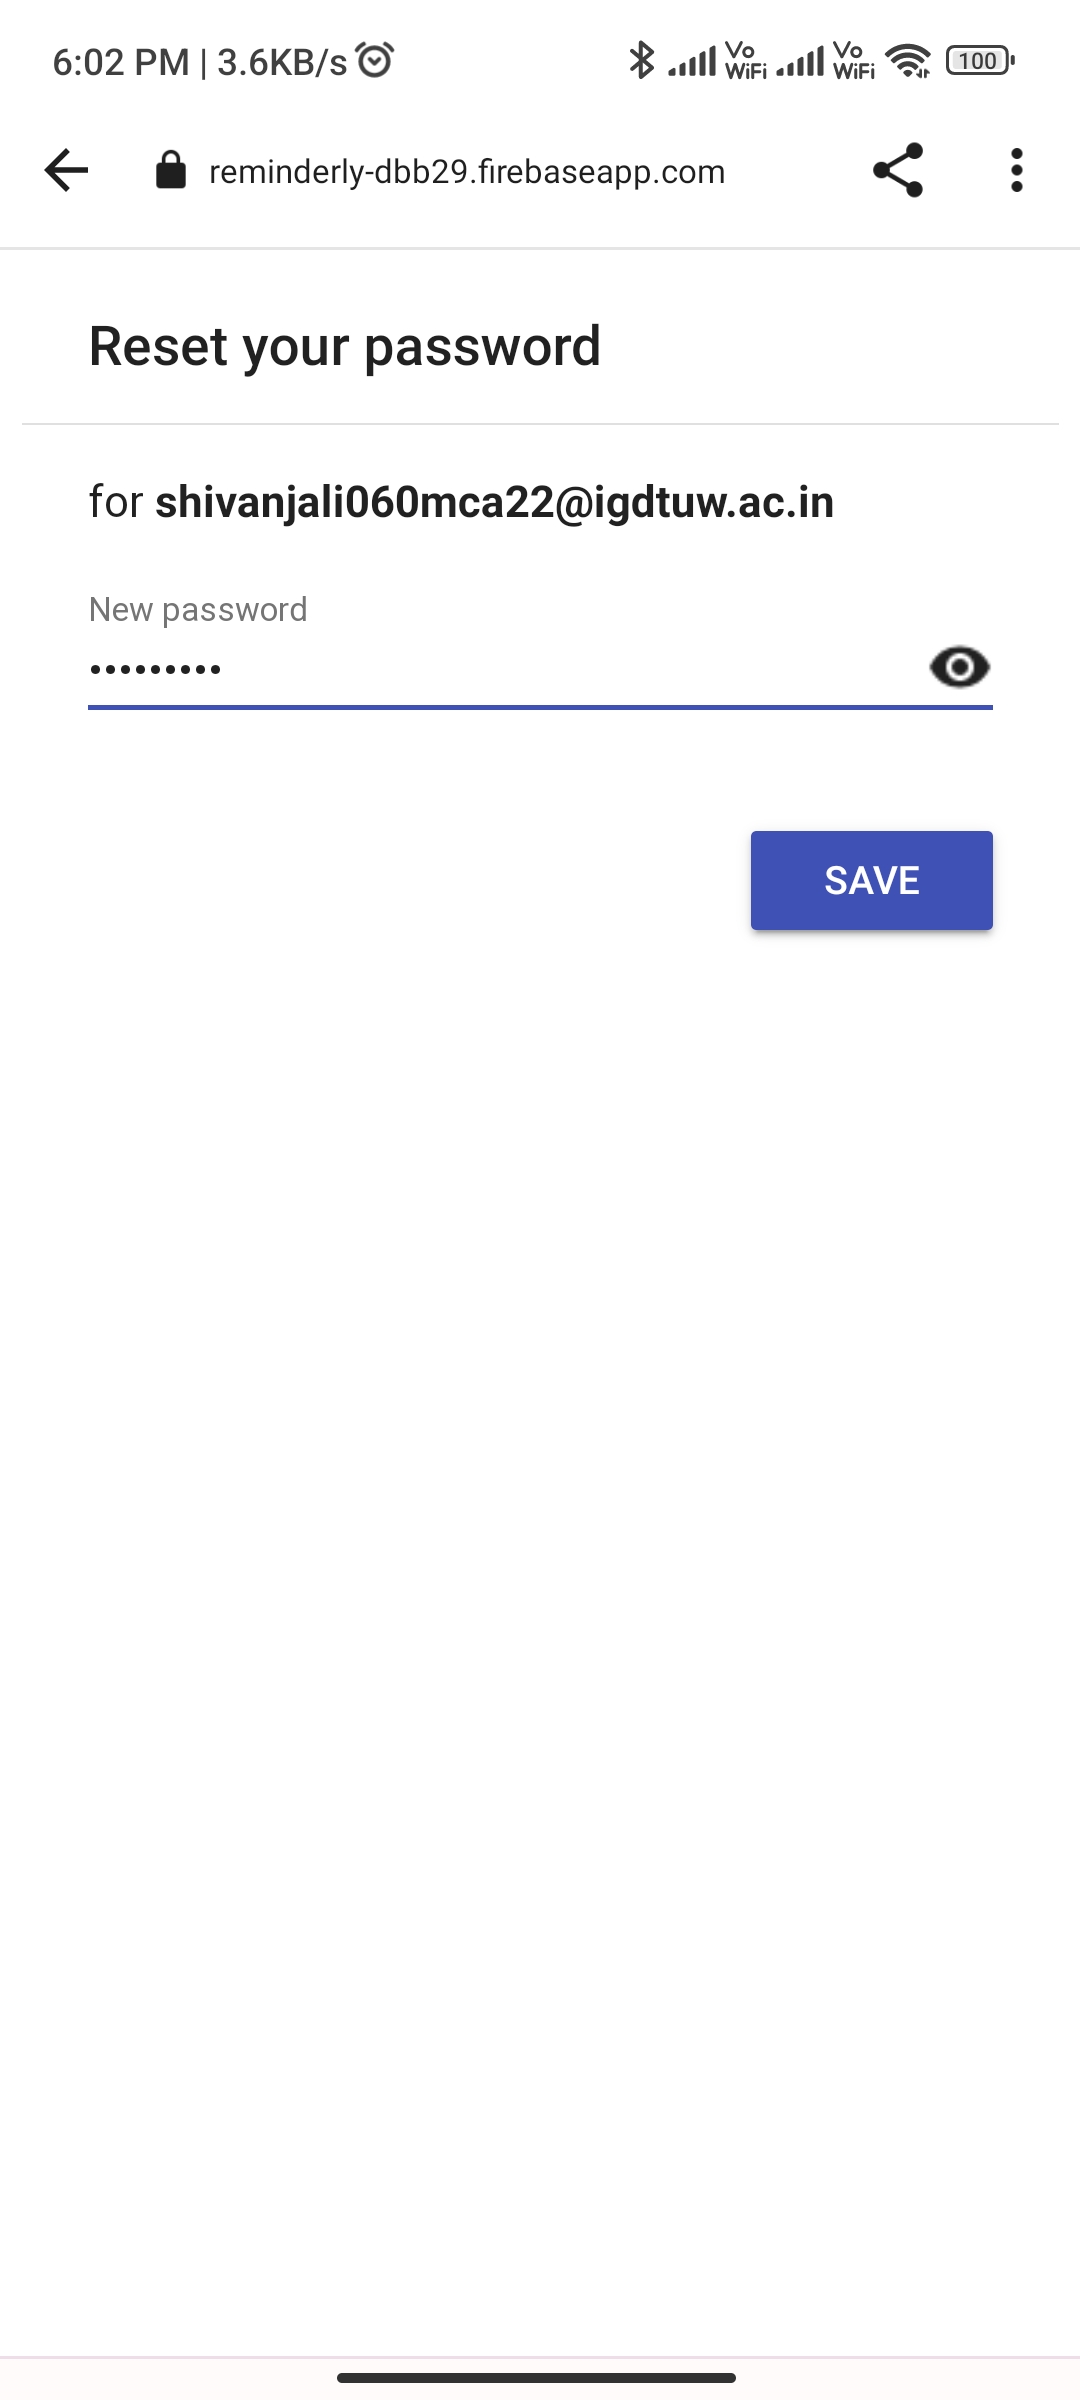 6:02 PM | 3.6KB/s Vo WiFi Vo WiFi 100
reminderly-dbb29.firebaseapp.com
Reset your password
for shivanjali060mca22@igdtuw.ac.in
New password
•••••••••
SAVE